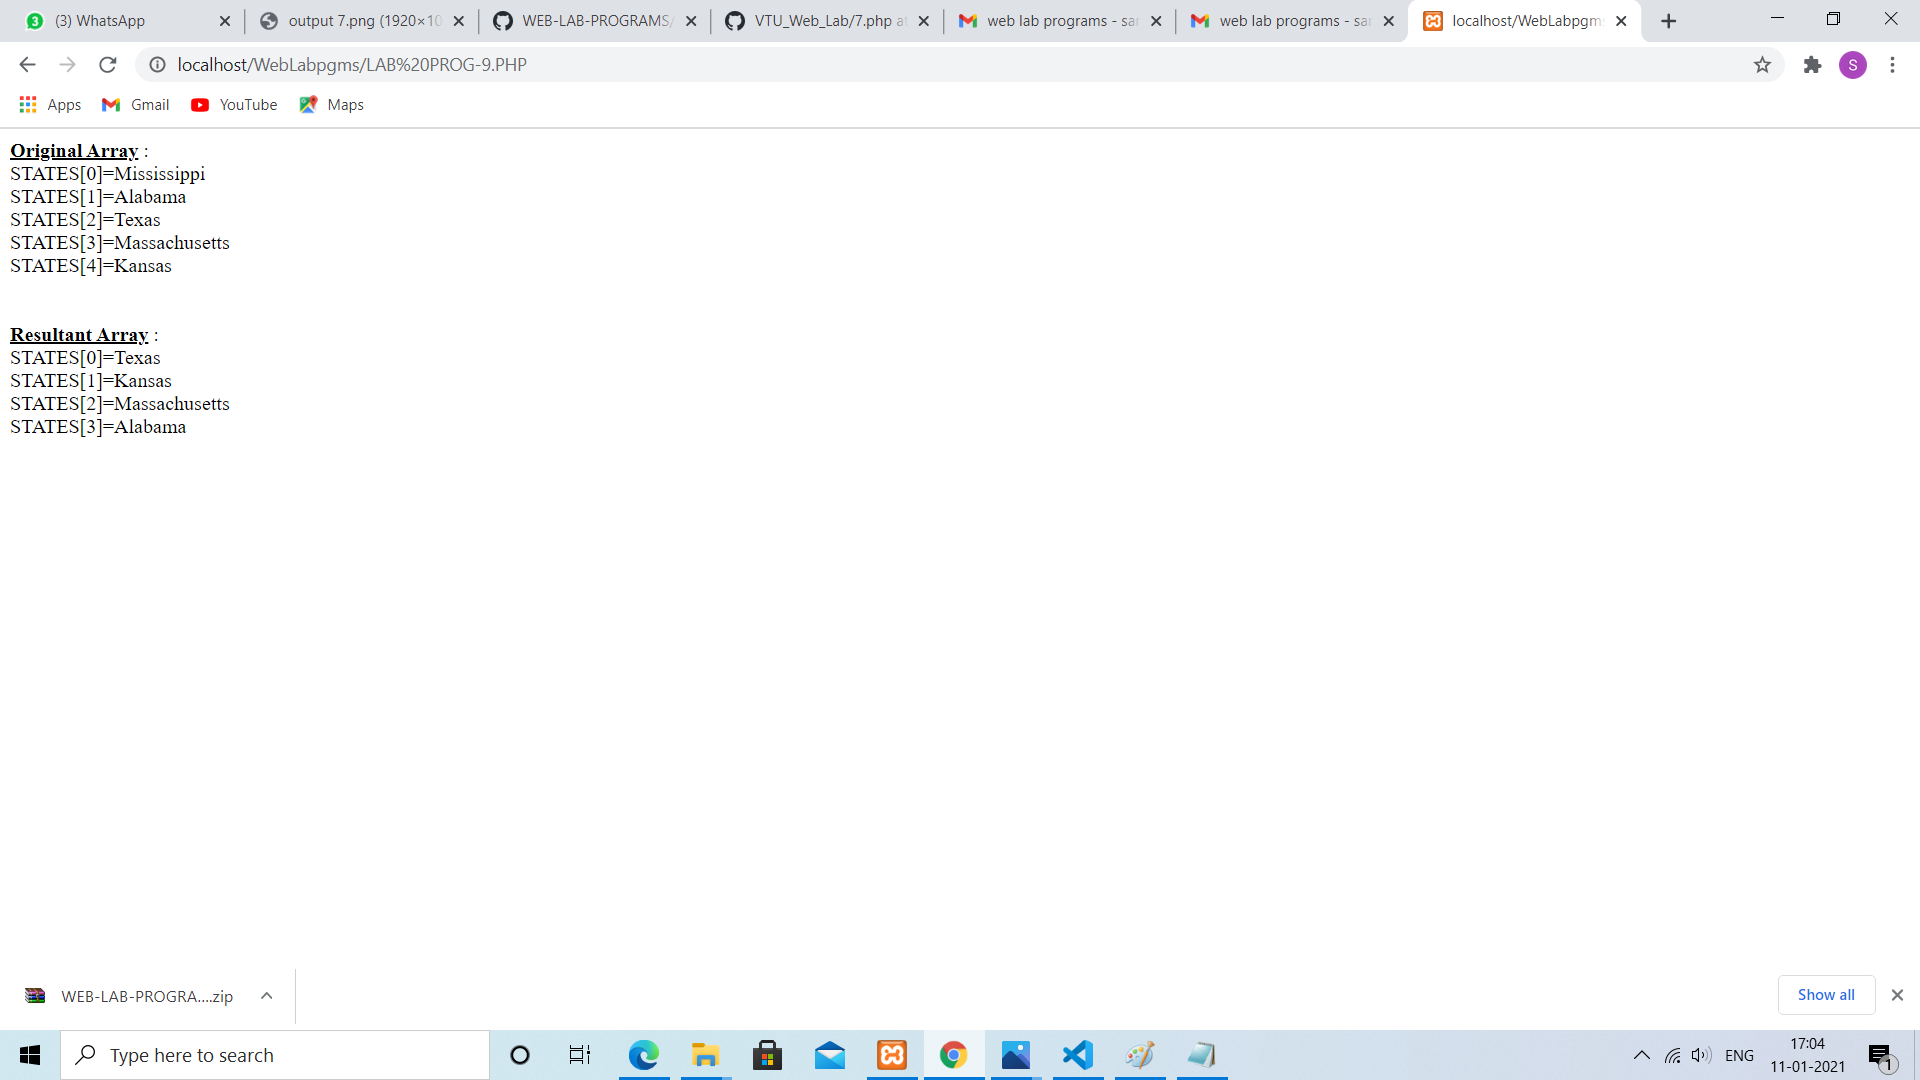 (3) WhatsApp
output 7.png (1920×10
WEB-LAB-PROGRAMS/
VTU_Web_Lab/7.php at
web lab programs - sar
web lab programs - sar
localhost/WebLabpgms
localhost/WebLabpgms/LAB%20PROG-9.PHP
S
Apps
Gmail
YouTube
Maps
Original Array :
STATES[0]=Mississippi
STATES[1]=Alabama
STATES[2]=Texas
STATES[3]=Massachusetts
STATES[4]=Kansas
Resultant Array :
STATES[0]=Texas
STATES[1]=Kansas
STATES[2]=Massachusetts
STATES[3]=Alabama
WEB-LAB-PROGRA....zip
Show all
Type here to search
ENG
17:04
11-01-2021
1